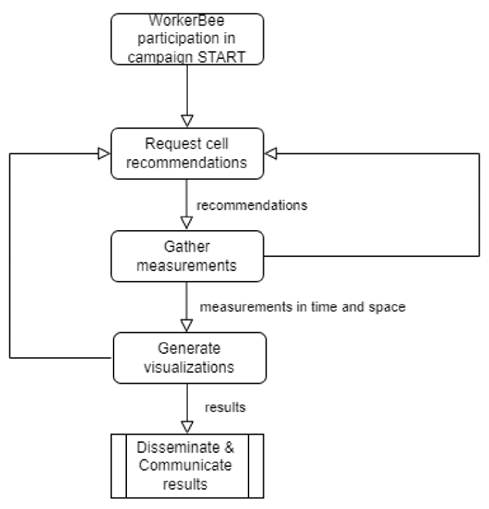 WorkerBee
participation in
campaign START
Request cell
recommendations
recommendations
Gather
measurements
measurements in time and space
Generate
visualizations
results
Disseminate &
Communicate
results